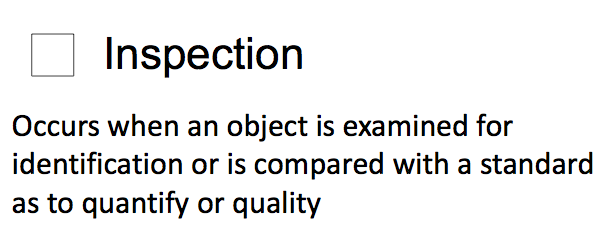 Inspection
Occurs when an object is examined for
identification or is compared with a standard
as to quantify or quality